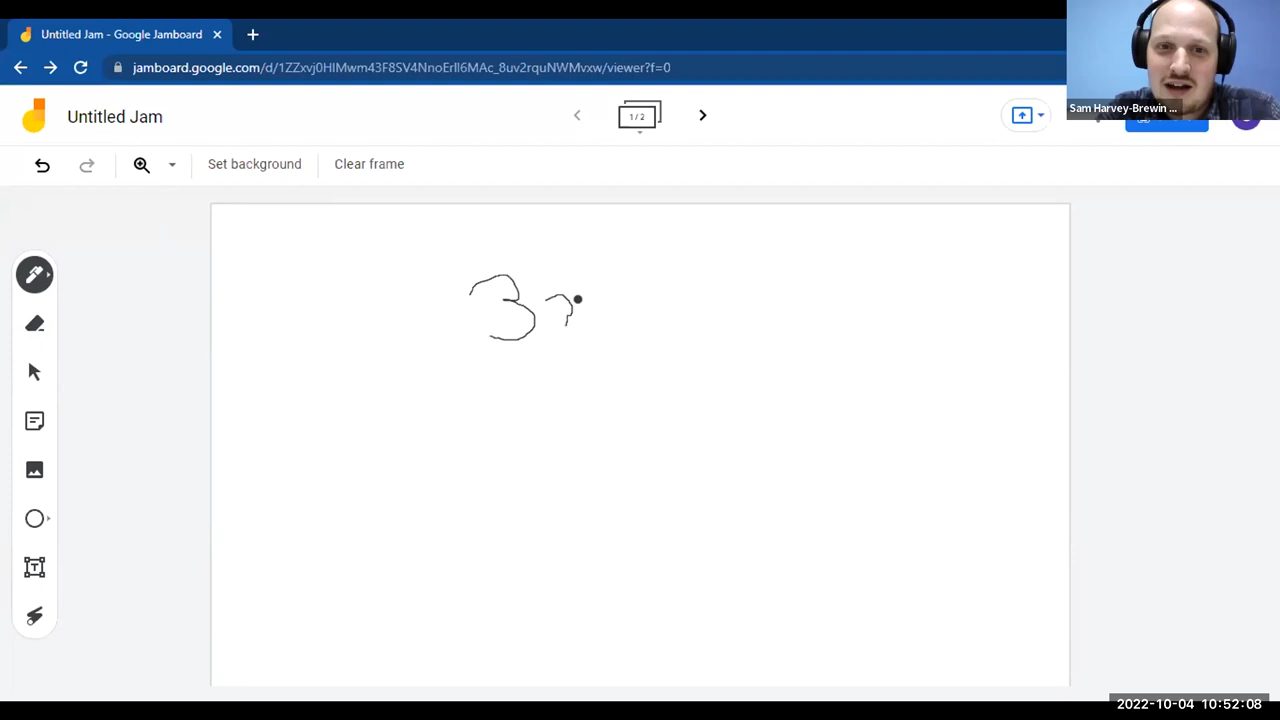 Untitled Jam - Google Jamboard
jamboard.google.com/d/1ZZxvj0HIMwm43F8SV4NnoErll6MAc_8uv2rquNWMvxw/viewer?f=0
Sam Harvey-Brewin ...
Untitled Jam
1 / 2
Set background
Clear frame
3
2022-10-04 10:52:08